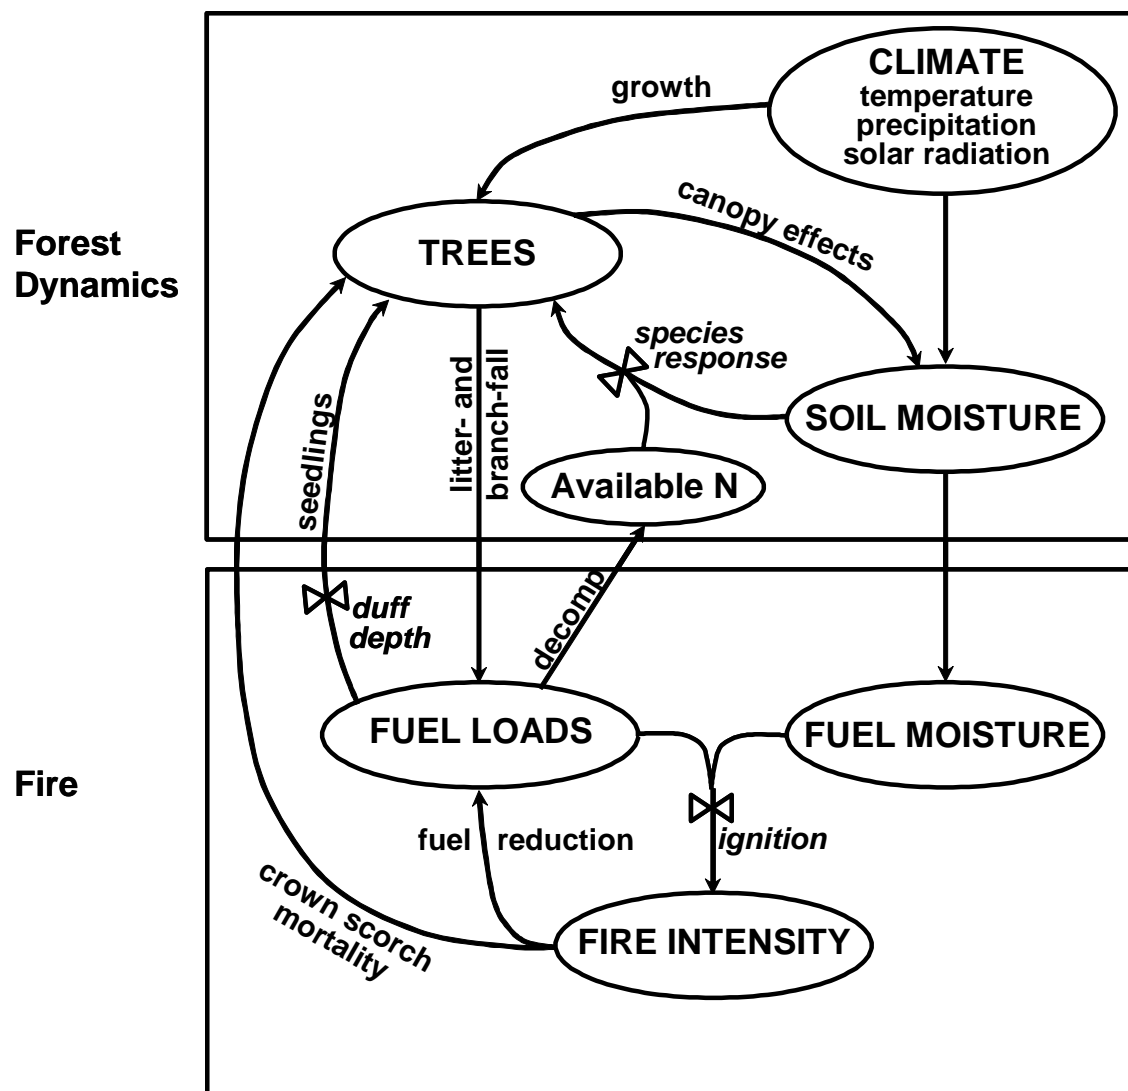 CLIMATE
temperature
precipitation
solar radiation
growth
canopy effects
Forest
Dynamics
TREES
species
response
SOIL MOISTURE
litter- and
branch-fall
seedlings
Available N
decomp
duff
depth
FUEL LOADS
FUEL MOISTURE
Fire
fuel reduction
ignition
crown scorch
mortality
FIRE INTENSITY